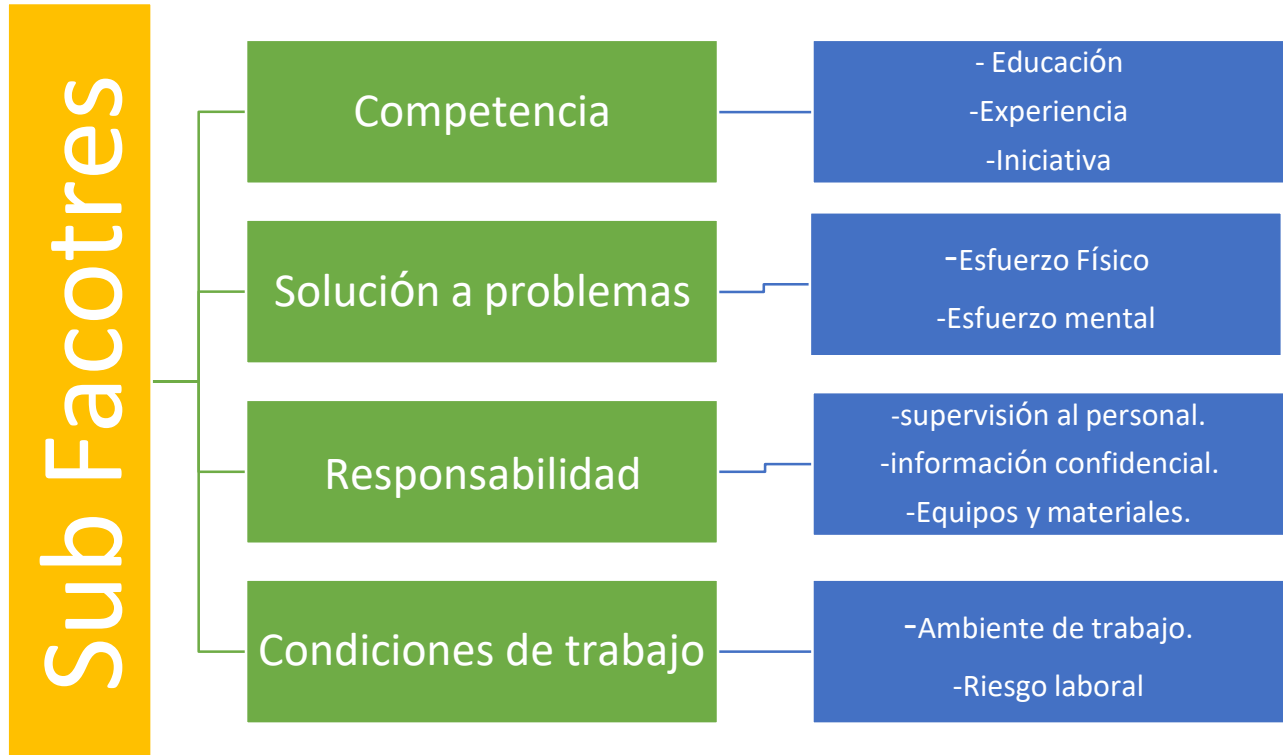 Sub Facotres
Competencia
- Educación
-Experiencia
-Iniciativa
Solución a problemas
-Esfuerzo Físico
-Esfuerzo mental
Responsabilidad
-supervisión al personal.
-información confidencial.
-Equipos y materiales.
Condiciones de trabajo
-Ambiente de trabajo.
-Riesgo laboral